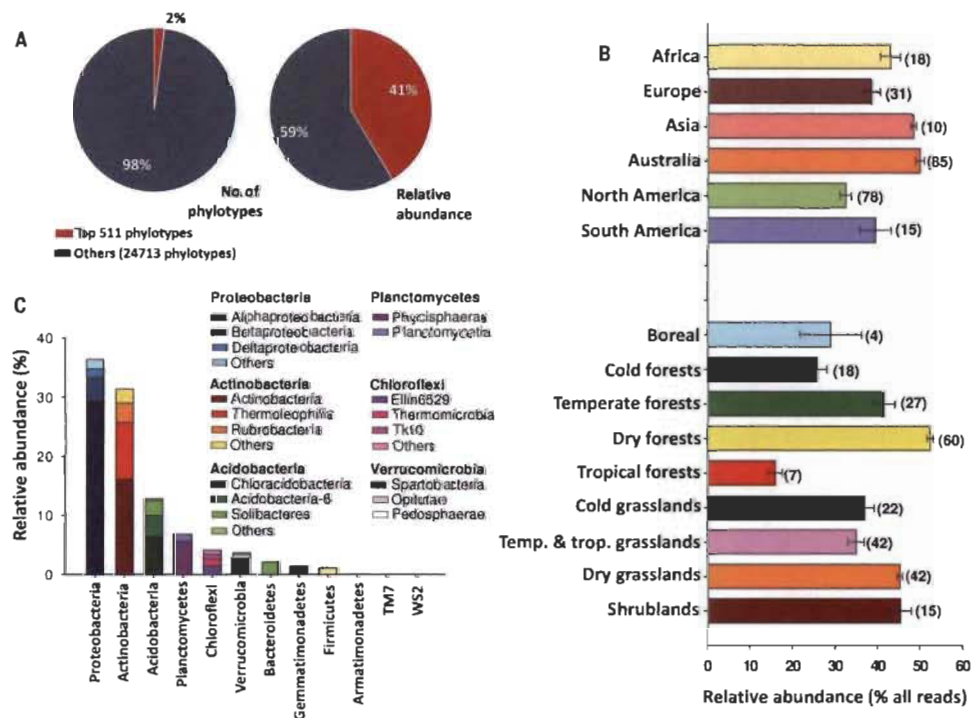 A
2%
98%
No. of
phylotypes
59%
41%
Relative
abundance
Top 511 phylotypes
Others (24713 phylotypes)
B
Africa (18)
Europe (31)
Asia (10)
Australia (85)
North America (78)
South America (15)
Boreal (4)
Cold forests (18)
Temperate forests (27)
Dry forests (60)
Tropical forests (7)
Cold grasslands (22)
Temp. & trop. grasslands (42)
Dry grasslands (42)
Shrublands (15)
0 10 20 30 40 50 60
Relative abundance (% all reads)
C
Relative abundance (%)
40
30
20
10
0
Proteobacteria
Alphaproteobacteria
Betaproteobacteria
Deltaproteobacteria
Others
Actinobacteria
Actinobacteria
Thermoleophilia
Rubrobacteria
Others
Acidobacteria
Chloracidobacteria
Acidobacteria-6
Solibacteres
Others
Planctomycetes
Phycisphaerae
Planctomycetia
Chloroflexi
Ellin6529
Thermomicrobia
Tk10
Others
Verrucomicrobia
Spartobacteria
Opitutae
Pedosphaerae
Proteobacteria
Actinobacteria
Acidobacteria
Planctomycetes
Chloroflexi
Verrucomicrobia
Bacteroidetes
Gemmatimonadetes
Firmicutes
Armatimonadetes
TM7
WS2